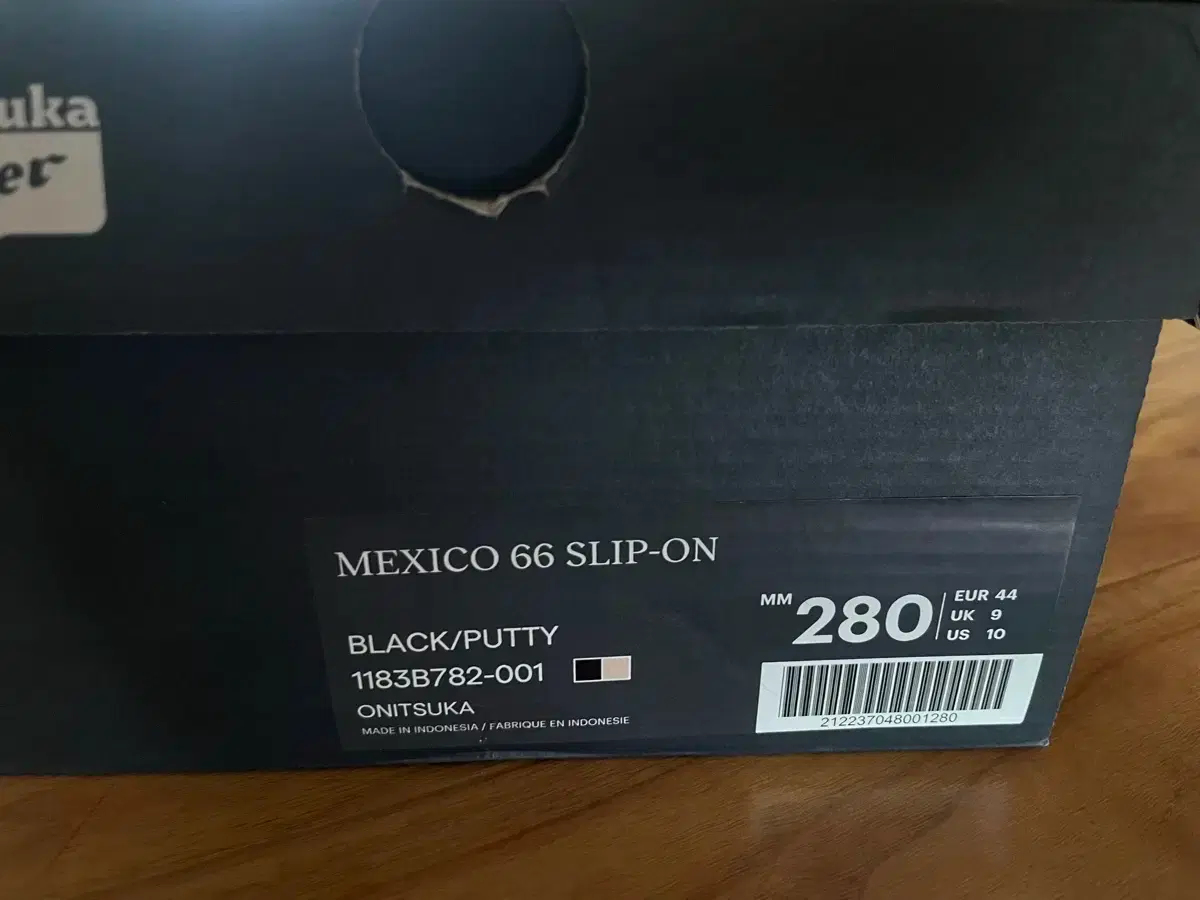 uka
er
MEXICO 66 SLIP-ON
BLACK/PUTTY
1183B782-001
ONITSUKA
MADE IN INDONESIA / FABRIQUE EN INDONESIE
MM 280
EUR 44
UK 9
US 10
212237048001280